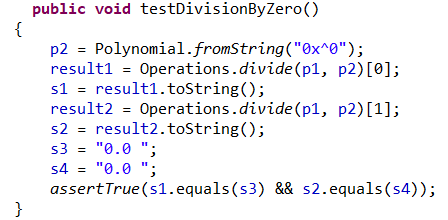 public void testDivisionByZero()
{
p2 = Polynomial.fromString("0x^0");
result1 = Operations.divide(p1, p2)[0];
s1 = result1.toString();
result2 = Operations.divide(p1, p2)[1];
s2 = result2.toString();
s3 = "0.0 ";
s4 = "0.0 ";
assertTrue(s1.equals(s3) && s2.equals(s4));
}